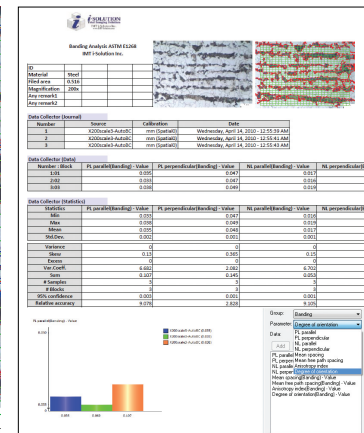 i-SOLUTION
Banding Analysis ASTM E1268
IMT i-Solution Inc.
ID
Material Steel
Filed area 0.516
Magnification 200x
Any remark1
Any remark2
Data Collector (Journal)
Number Source Calibration Date
1 X200scale3-AutoBC mm (Spatial0) Wednesday, April 14, 2010 - 12:55:39 AM
2 X200scale3-AutoBC mm (Spatial0) Wednesday, April 14, 2010 - 12:55:41 AM
3 X200scale3-AutoBC mm (Spatial0) Wednesday, April 14, 2010 - 12:55:43 AM
Data Collector (Data)
Number : Block PL parallel(Banding) - Value PL perpendicular(Banding) - Value NL parallel(Banding) - Value NL perpendicular(
1:01 0.035 0.047 0.017
2:02 0.033 0.047 0.016
3:03 0.038 0.049 0.019
Data Collector (Statistics)
Statistics PL parallel(Banding) - Value PL perpendicular(Banding) - Value NL parallel(Banding) - Value NL perpendicular(
Min 0.033 0.047 0.016
Max 0.038 0.049 0.019
Mean 0.035 0.048 0.017
Std.Dev. 0.002 0.001 0.001
Variance 0 0 0
Skew 0.13 0.365 0.15
Excess 0 0 0
Var.Coeff. 6.682 2.082 6.702
Sum 0.107 0.145 0.053
# Samples 3 3 3
# Blocks 3 3 3
95% confidence 0.003 0.001 0.001
Relative accuracy 9.078 2.828 9.105
PL parallel(Banding) - Value
Group: Banding
Parameter: Degree of orientation
Data PL parallel
PL perpendicular
Add NL parallel
NL perpendicular
PL parallel Mean spacing
PL perpen Mean free path spacing
NL paralle Anisotropy index
NL perper Degree of orientation
Mean spacing(Banding) - Value
Mean free path spacing(Banding) - Value
Anisotropy index(Banding) - Value
Degree of orientation(Banding) - Value